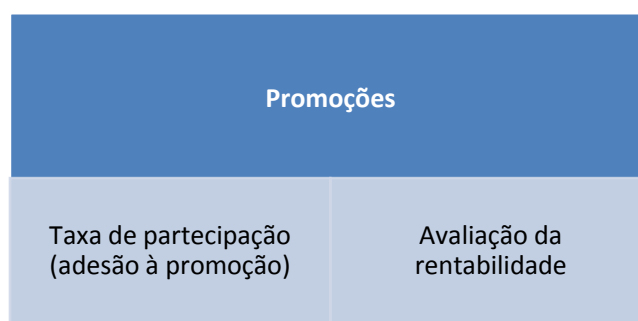 Promoções
Taxa de partecipação
(adesão à promoção)
Avaliação da
rentabilidade